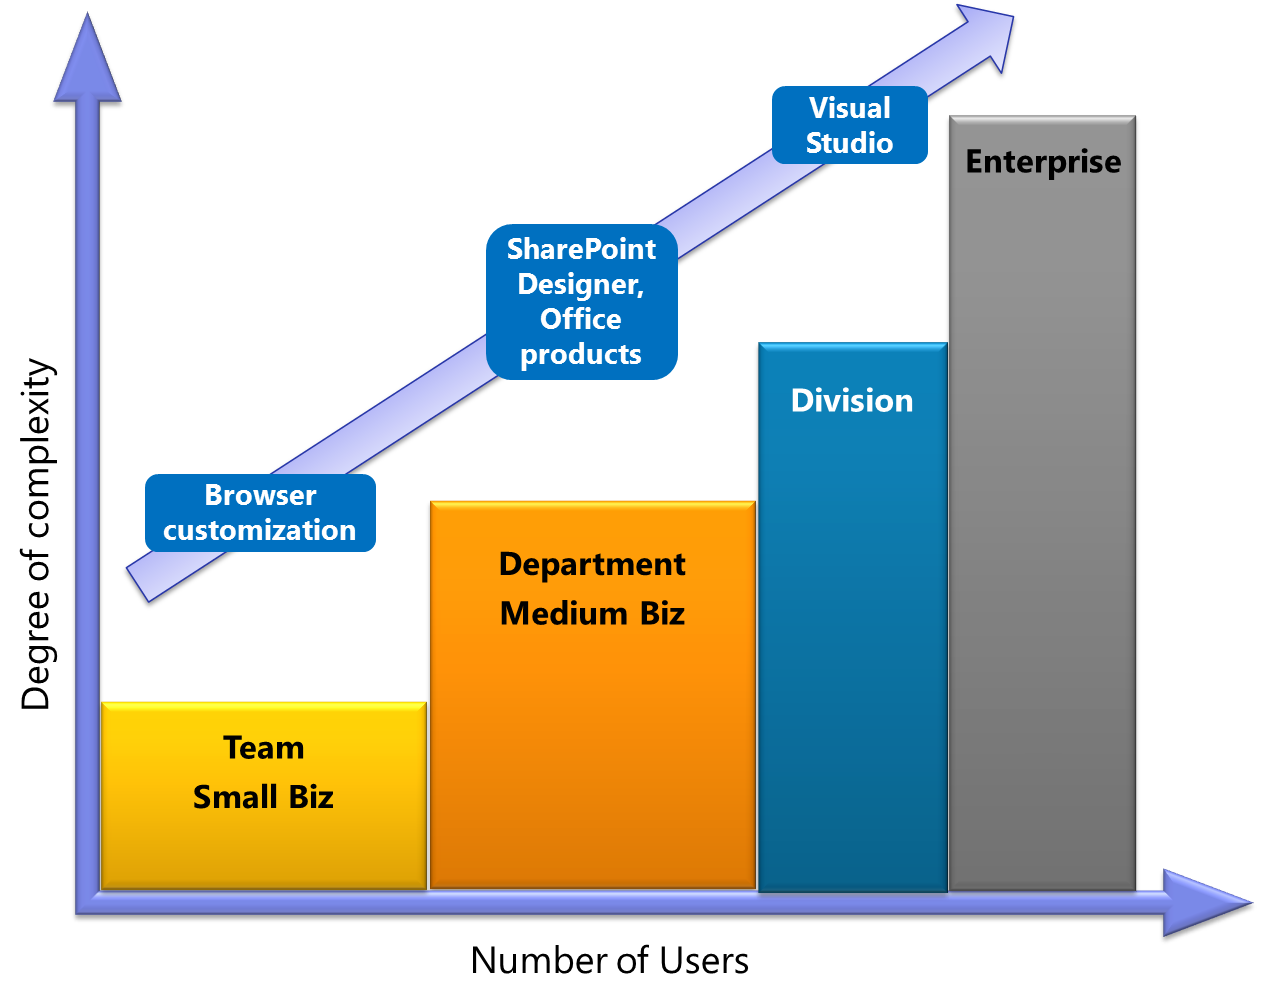 Visual
Studio
Enterprise
SharePoint
Designer,
Office
products
Division
Browser
customization
Department
Medium Biz
Team
Small Biz
Degree of complexity
Number of Users